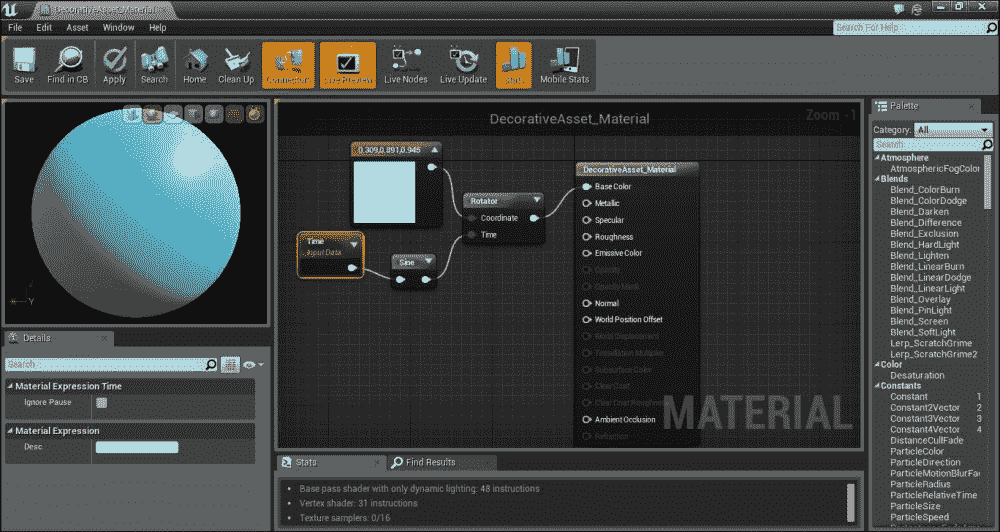 DecorativeAsset_Material
File Edit Asset Window Help
Search For Help
Save Find in CB Apply Search Home Clean Up Connectors Live Preview Live Nodes Live Update Stats Mobile Stats
DecorativeAsset_Material
Zoom -1
0.309,0.891,0.945
Rotator
Coordinate
Time
Time
Input Data
Sine
DecorativeAsset_Material
Base Color
Metallic
Specular
Roughness
Emissive Color
Opacity
Opacity Mask
Normal
World Position Offset
World Displacement
Tessellation Multiplier
Subsurface Color
Clear Coat
Clear Coat Roughness
Ambient Occlusion
Refraction
MATERIAL
Y
Details
Search
Material Expression Time
Ignore Pause
Material Expression
Desc
Stats
Find Results
Base pass shader with only dynamic lighting: 48 instructions
Vertex shader: 31 instructions
Texture samplers: 0/16
Palette
Category: All
Search
Atmosphere
AtmosphericFogColor
Blends
Blend_ColorBurn
Blend_ColorDodge
Blend_Darken
Blend_Difference
Blend_Exclusion
Blend_HardLight
Blend_Lighten
Blend_LinearBurn
Blend_LinearDodge
Blend_LinearLight
Blend_Overlay
Blend_PinLight
Blend_Screen
Blend_SoftLight
Lerp_ScratchGrime
Lerp_ScratchGrime2
Color
Desaturation
Constants
Constant 1
Constant2Vector 2
Constant3Vector 3
Constant4Vector 4
DistanceCullFade
ParticleColor
ParticleDirection
ParticleMotionBlurFa
ParticleRadius
ParticleRelativeTime
ParticleSize
ParticleSpeed